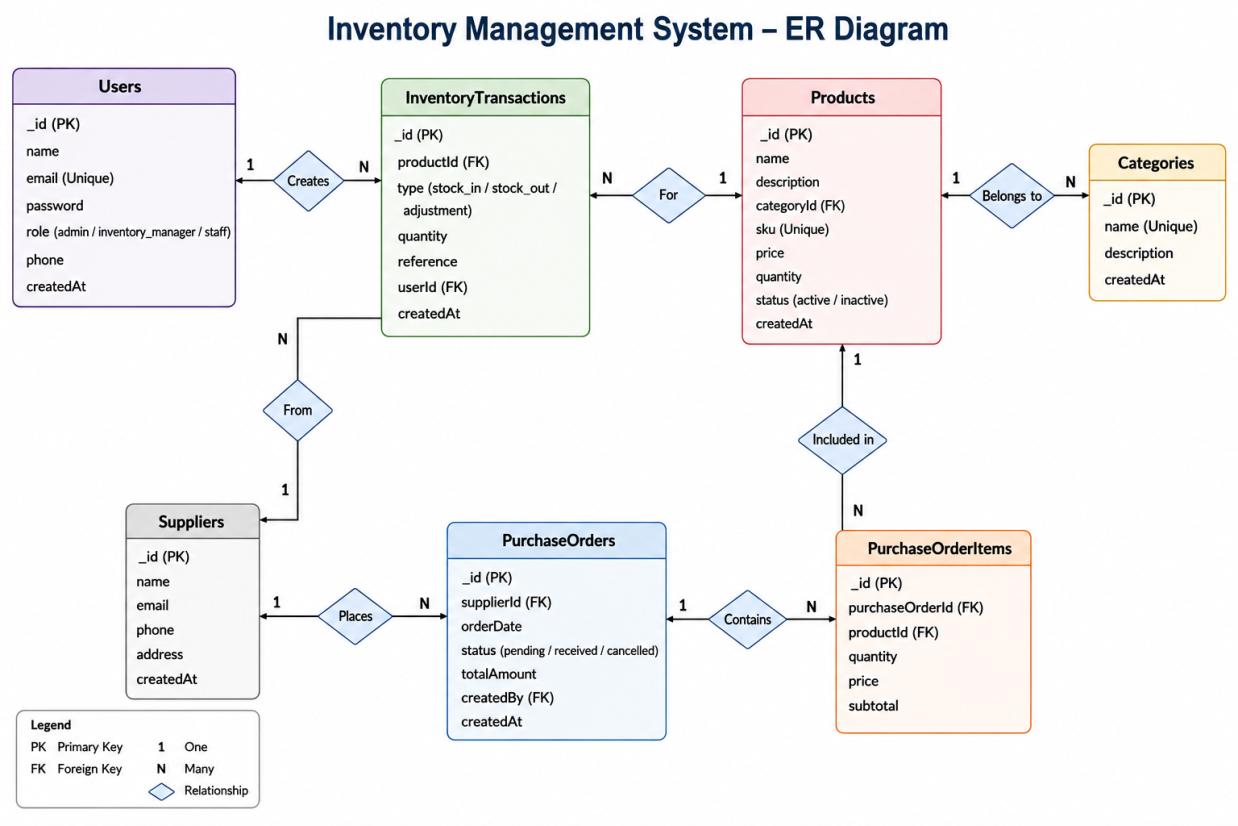 Inventory Management System – ER Diagram
Users
_id (PK)
name
email (Unique)
password
role (admin / inventory_manager / staff)
phone
createdAt
1
Creates
N
InventoryTransactions
_id (PK)
productId (FK)
type (stock_in / stock_out /
adjustment)
quantity
reference
userId (FK)
createdAt
N
For
1
Products
_id (PK)
name
description
categoryId (FK)
sku (Unique)
price
quantity
status (active / inactive)
createdAt
1
Belongs to
N
Categories
_id (PK)
name (Unique)
description
createdAt
N
From
1
1
Included in
N
Suppliers
_id (PK)
name
email
phone
address
createdAt
1
Places
N
PurchaseOrders
_id (PK)
supplierId (FK)
orderDate
status (pending / received / cancelled)
totalAmount
createdBy (FK)
createdAt
1
Contains
N
PurchaseOrderItems
_id (PK)
purchaseOrderId (FK)
productId (FK)
quantity
price
subtotal
Legend
PK Primary Key 1 One
FK Foreign Key N Many
Relationship